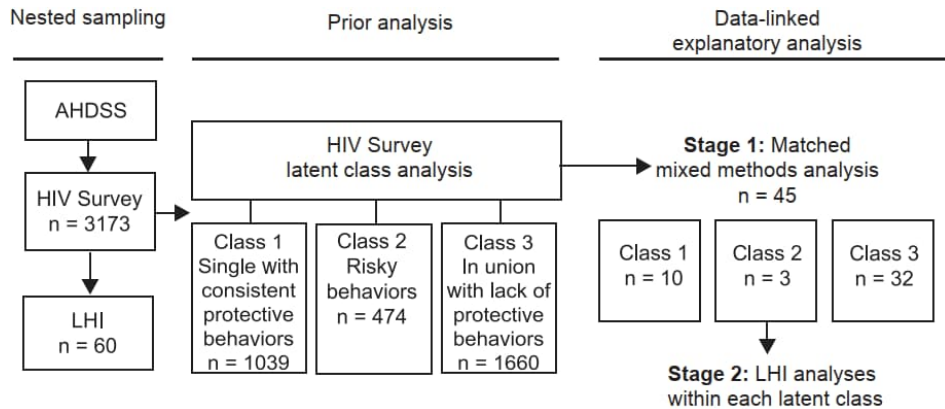 Nested sampling
Prior analysis
Data-linked
explanatory analysis
AHDSS
HIV Survey
n = 3173
LHI
n = 60
HIV Survey
latent class analysis
Class 1
Single with
consistent
protective
behaviors
n = 1039
Class 2
Risky
behaviors
n = 474
Class 3
In union
with lack of
protective
behaviors
n = 1660
Stage 1: Matched
mixed methods analysis
n = 45
Class 1
n = 10
Class 2
n = 3
Class 3
n = 32
Stage 2: LHI analyses
within each latent class